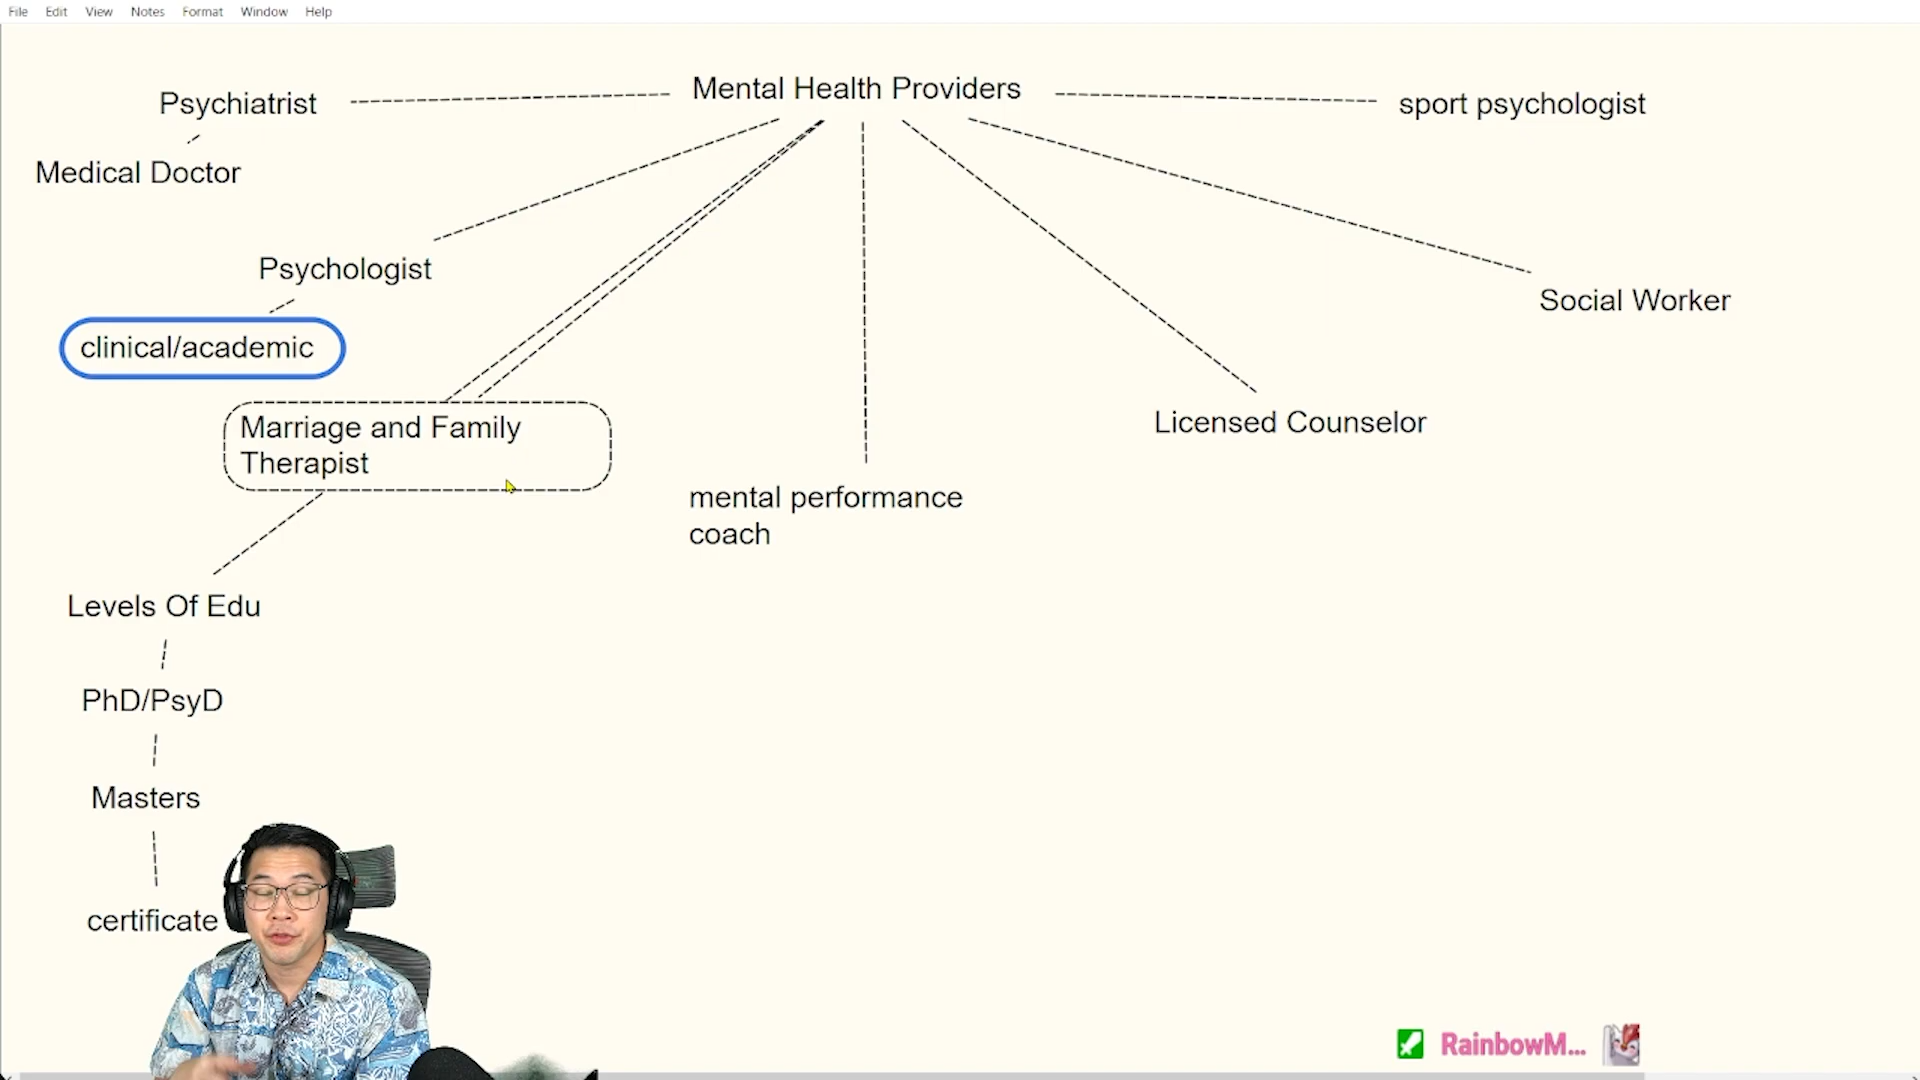 File Edit View Notes Format Window Help
Mental Health Providers
Psychiatrist
sport psychologist
Medical Doctor
Psychologist
Social Worker
clinical/academic
Marriage and Family
Therapist
Licensed Counselor
mental performance
coach
Levels Of Edu
PhD/PsyD
Masters
certificate
RainbowM...